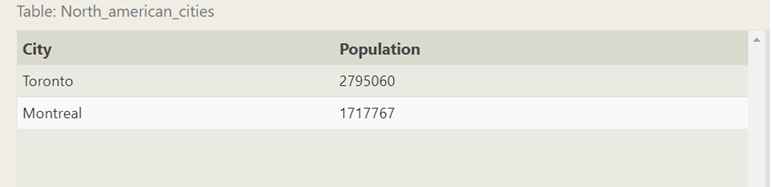 Table: North_american_cities
City Population
Toronto 2795060
Montreal 1717767